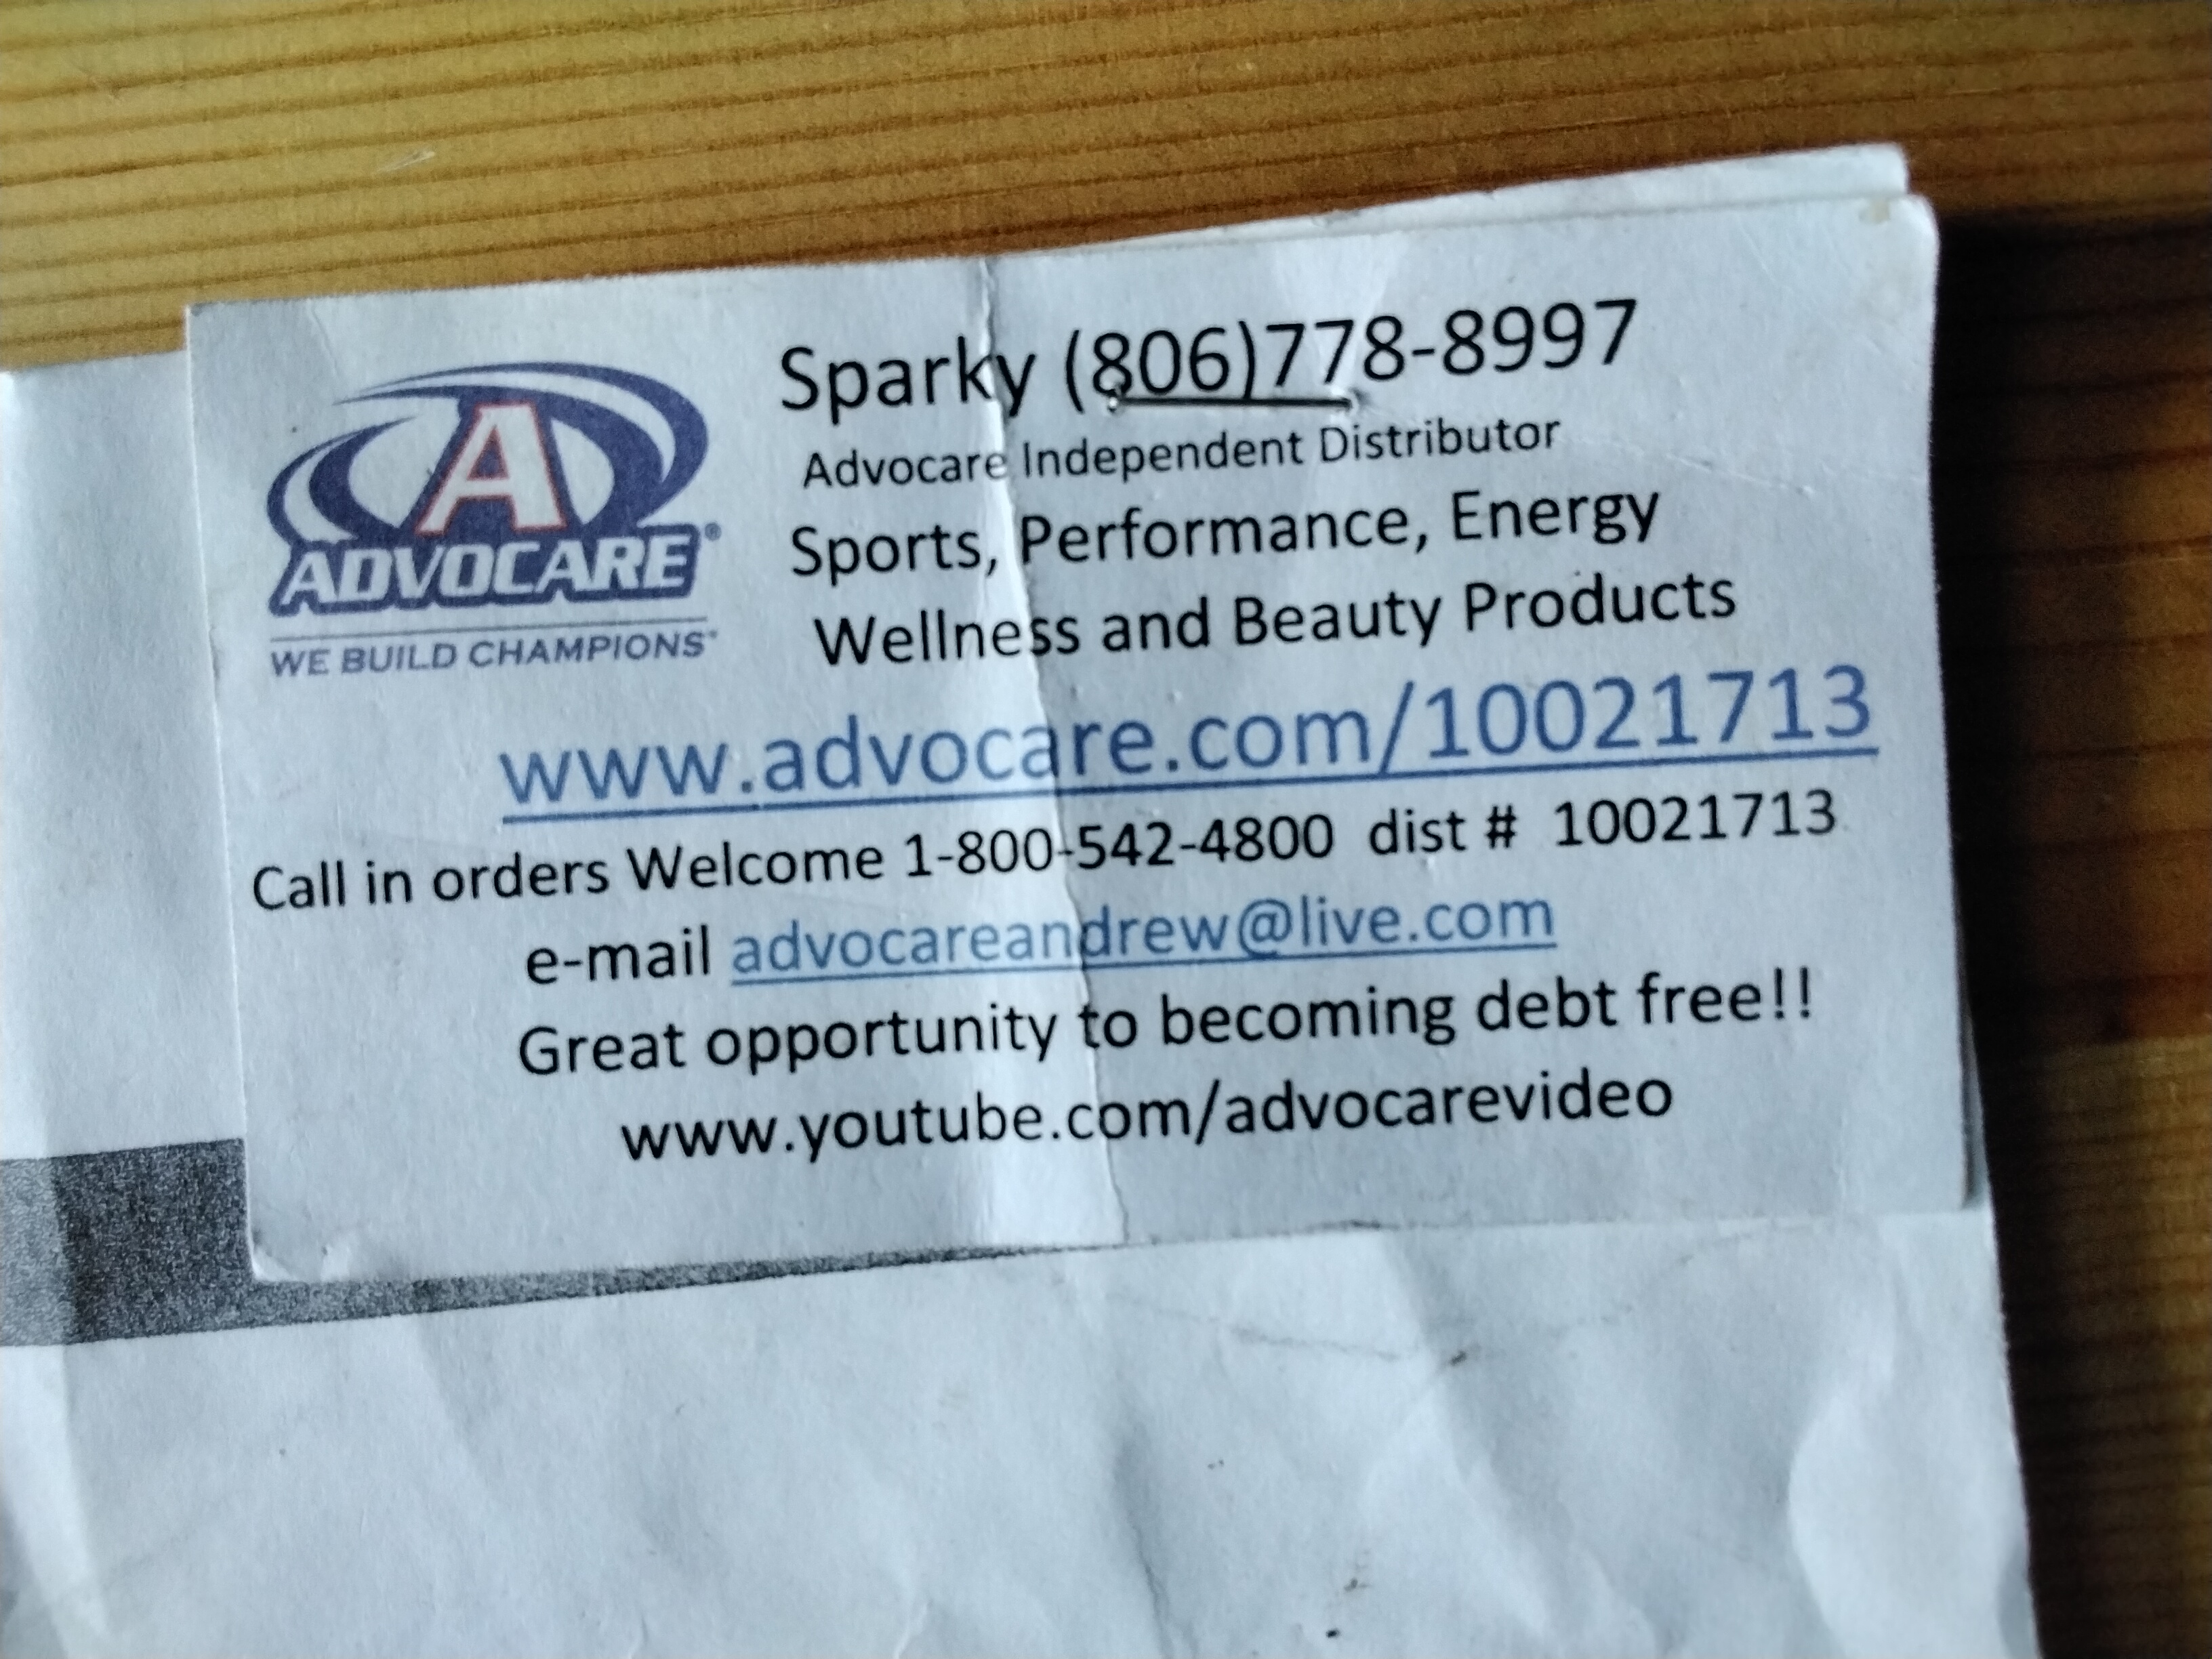 Sparky (806)778-8997
Advocare Independent Distributor
Sports, Performance, Energy
Wellness and Beauty Products
A
ADVOCARE®
WE BUILD CHAMPIONS®
www.advocare.com/10021713
Call in orders Welcome 1-800-542-4800 dist # 10021713
e-mail advocareandrew@live.com
Great opportunity to becoming debt free!!
www.youtube.com/advocarevideo